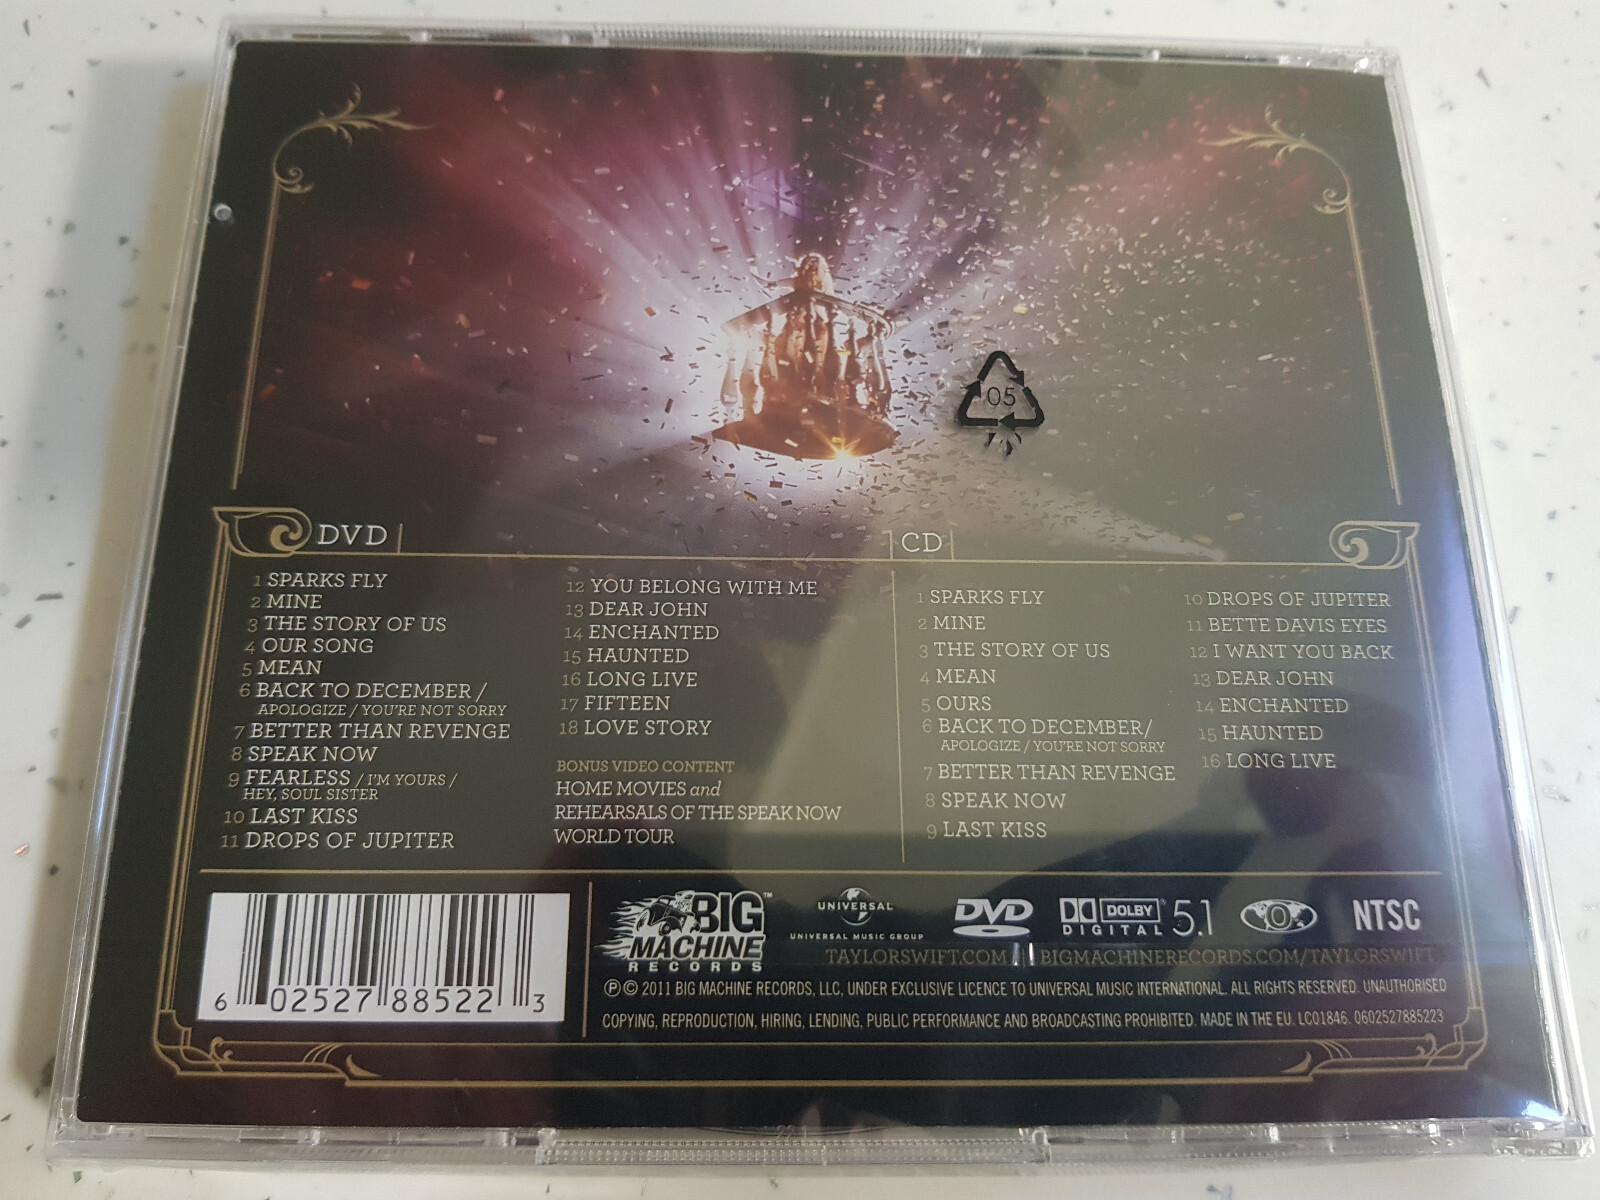 05
DVD
1 SPARKS FLY
2 MINE
3 THE STORY OF US
4 OUR SONG
5 MEAN
6 BACK TO DECEMBER /
APOLOGIZE / YOU'RE NOT SORRY
7 BETTER THAN REVENGE
8 SPEAK NOW
9 FEARLESS / I'M YOURS /
HEY, SOUL SISTER
10 LAST KISS
11 DROPS OF JUPITER
12 YOU BELONG WITH ME
13 DEAR JOHN
14 ENCHANTED
15 HAUNTED
16 LONG LIVE
17 FIFTEEN
18 LOVE STORY
BONUS VIDEO CONTENT
HOME MOVIES and
REHEARSALS OF THE SPEAK NOW
WORLD TOUR
CD
1 SPARKS FLY
2 MINE
3 THE STORY OF US
4 MEAN
5 OURS
6 BACK TO DECEMBER/
APOLOGIZE / YOU'RE NOT SORRY
7 BETTER THAN REVENGE
8 SPEAK NOW
9 LAST KISS
10 DROPS OF JUPITER
11 BETTE DAVIS EYES
12 I WANT YOU BACK
13 DEAR JOHN
14 ENCHANTED
15 HAUNTED
16 LONG LIVE
6 02527 88522 3
BIG MACHINE RECORDS ™
UNIVERSAL
UNIVERSAL MUSIC GROUP
DVD
VIDEO
DOLBY DIGITAL 5.1
0
NTSC
TAYLORSWIFT.COM | BIGMACHINERECORDS.COM/TAYLORSWIFT
℗ © 2011 BIG MACHINE RECORDS, LLC, UNDER EXCLUSIVE LICENCE TO UNIVERSAL MUSIC INTERNATIONAL. ALL RIGHTS RESERVED. UNAUTHORISED
COPYING, REPRODUCTION, HIRING, LENDING, PUBLIC PERFORMANCE AND BROADCASTING PROHIBITED. MADE IN THE EU. LC01846. 0602527885223